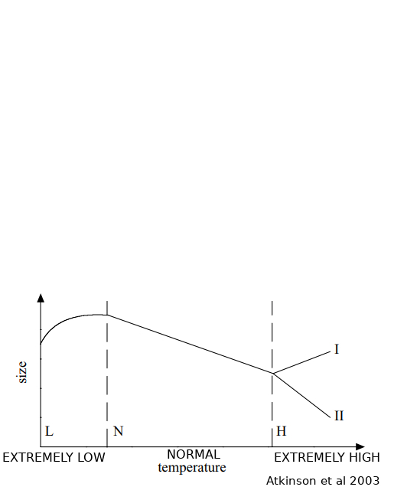 I
size
II
L
N
H
EXTREMELY LOW
NORMAL
EXTREMELY HIGH
temperature
Atkinson et al 2003